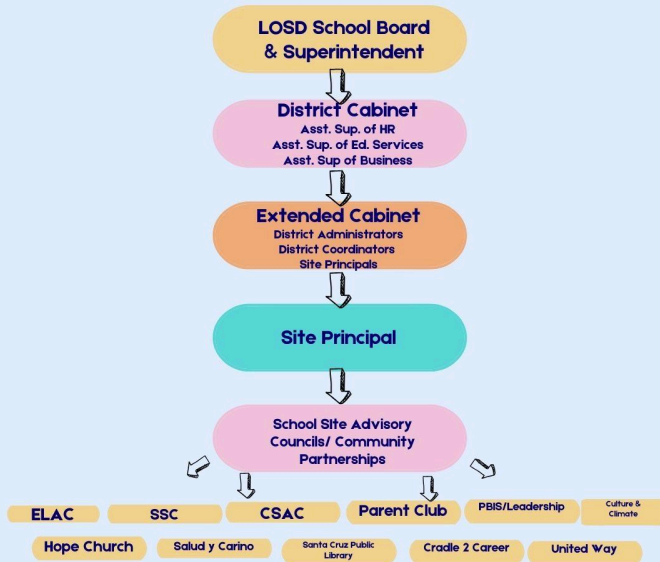 LOSD School Board
& Superintendent
District Cabinet
Asst. Sup. of HR
Asst. Sup. of Ed. Services
Asst. Sup of Business
Extended Cabinet
District Administrators
District Coordinators
Site Principals
Site Principal
School SIte Advisory
Councils/ Community
Partnerships
ELAC
SSC
CSAC
Parent Club
PBIS/Leadership
Culture &
Climate
Hope Church
Salud y Carino
Santa Cruz Public
Library
Cradle 2 Career
United Way